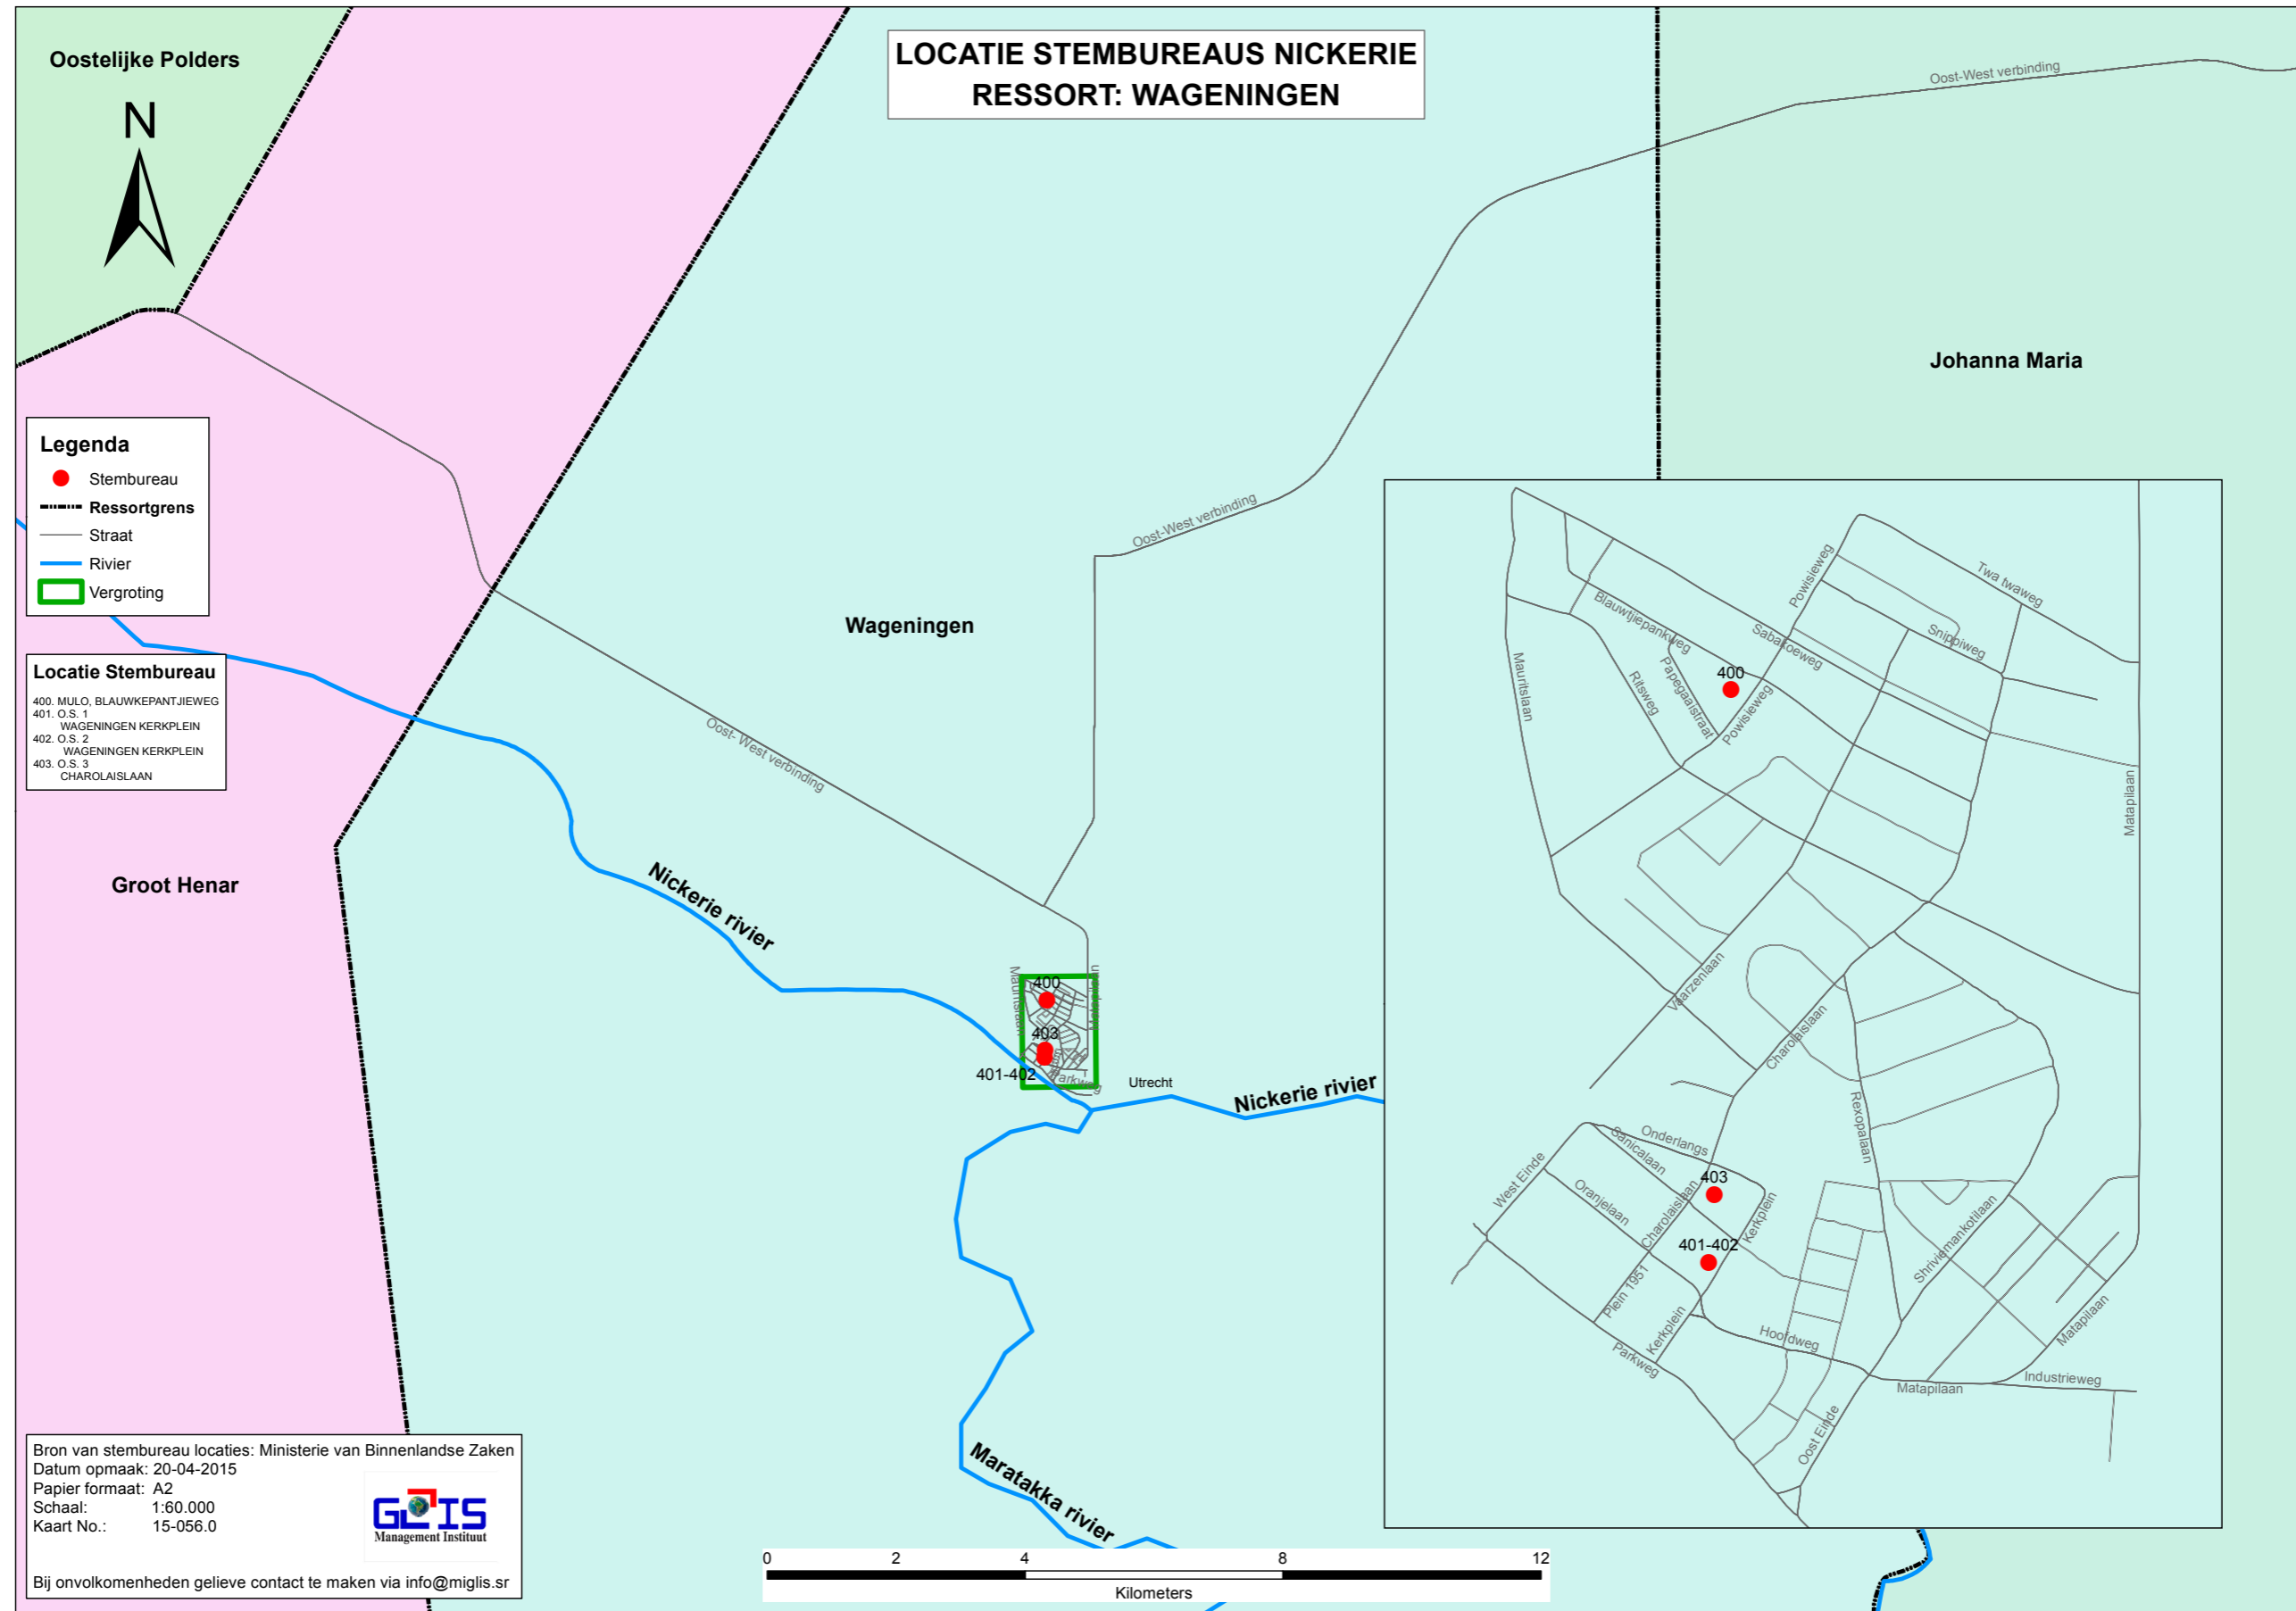 LOCATIE STEMBUREAUS NICKERIE
RESSORT: WAGENINGEN
Oostelijke Polders
N
Oost-West verbinding
Johanna Maria
Legenda
Stembureau
Ressortgrens
Straat
Rivier
Vergroting
Locatie Stembureau
400. MULO, BLAUWKEPANTJIEWEG
401. O.S. 1
WAGENINGEN KERKPLEIN
402. O.S. 2
WAGENINGEN KERKPLEIN
403. O.S. 3
CHAROLAISLAAN
Oost-West verbinding
Wageningen
Oost- West verbinding
Groot Henar
Nickerie rivier
Mauritslaan
Matapilaan
400
403
401-402
Parkweg
Utrecht
Nickerie rivier
Maratakka rivier
Powisieweg
Twa twaweg
Blauwtjiepankweg
Sabakoeweg
Snippiweg
Mauritslaan
Ritsweg
Papegaaistraat
400
Powisieweg
Matapilaan
Vaarzenlaan
Charolaislaan
Rexopalaan
Onderlangs
Sanicalaan
West Einde
Oranjelaan
403
Charolaislaan
Kerkplein
401-402
Shriviemankotilaan
Plein 1951
Kerkplein
Hoofdweg
Parkweg
Matapilaan
Matapilaan
Industrieweg
Oost Einde
Bron van stembureau locaties: Ministerie van Binnenlandse Zaken
Datum opmaak: 20-04-2015
Papier formaat: A2
Schaal: 1:60.000
Kaart No.: 15-056.0
GLIS
Management Instituut
Bij onvolkomenheden gelieve contact te maken via info@miglis.sr
0 2 4 8 12
Kilometers